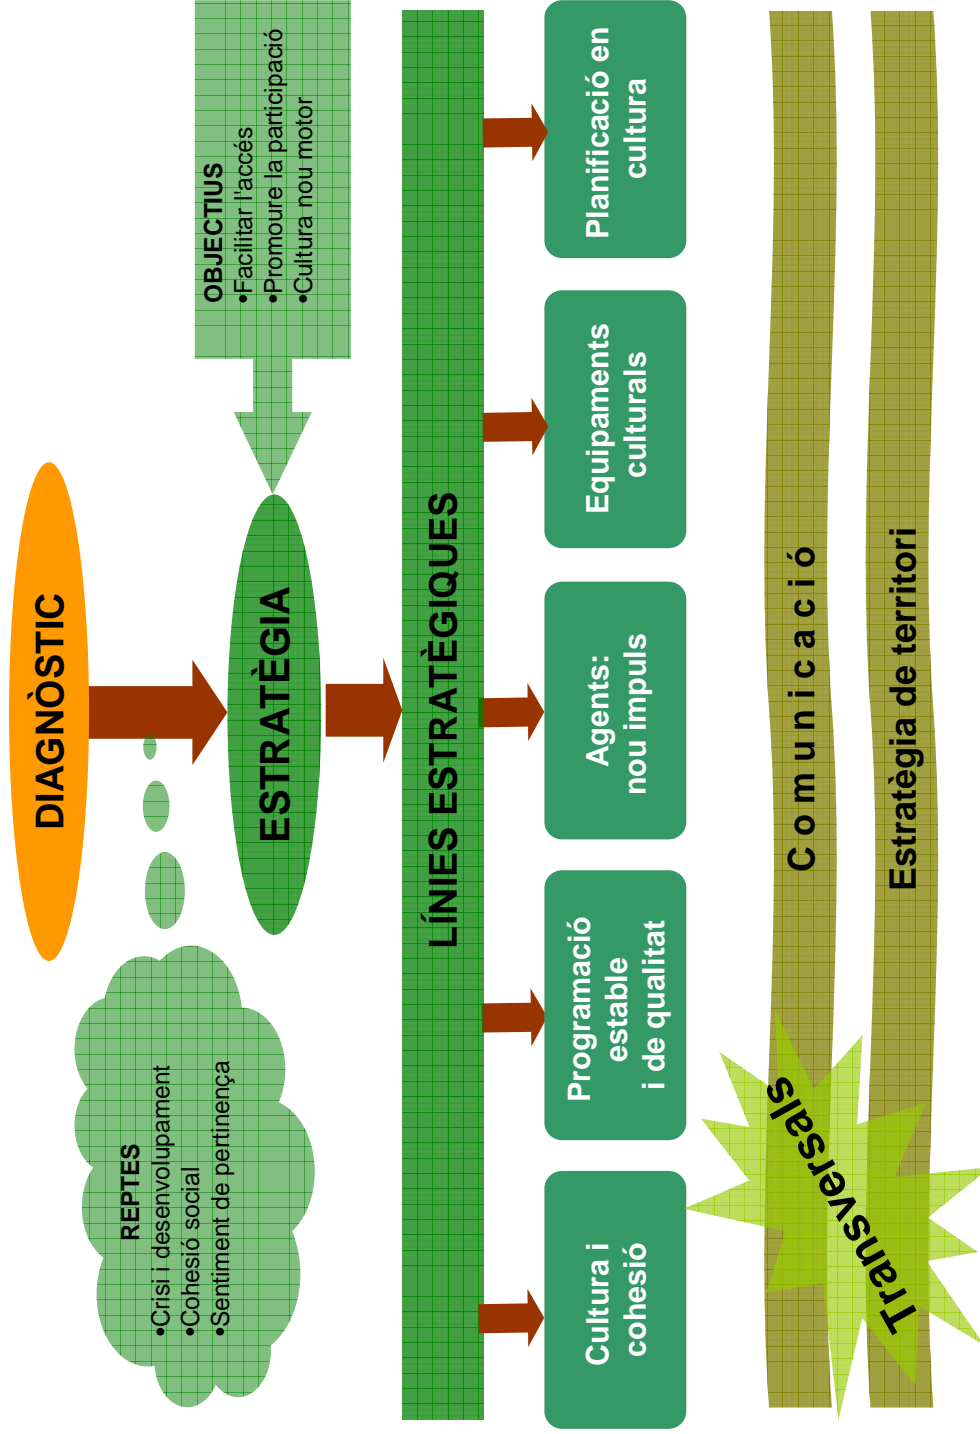 DIAGNÒSTIC
REPTES
•Crisi i desenvolupament
•Cohesió social
•Sentiment de pertinença
OBJECTIUS
•Facilitar l'accés
•Promoure la participació
•Cultura nou motor
ESTRATÈGIA
LÍNIES ESTRATÈGIQUES
Cultura i
cohesió
Programació
estable
i de qualitat
Agents:
nou impuls
Equipaments
culturals
Planificació en
cultura
Transversals
Comunicació
Estratègia de territori